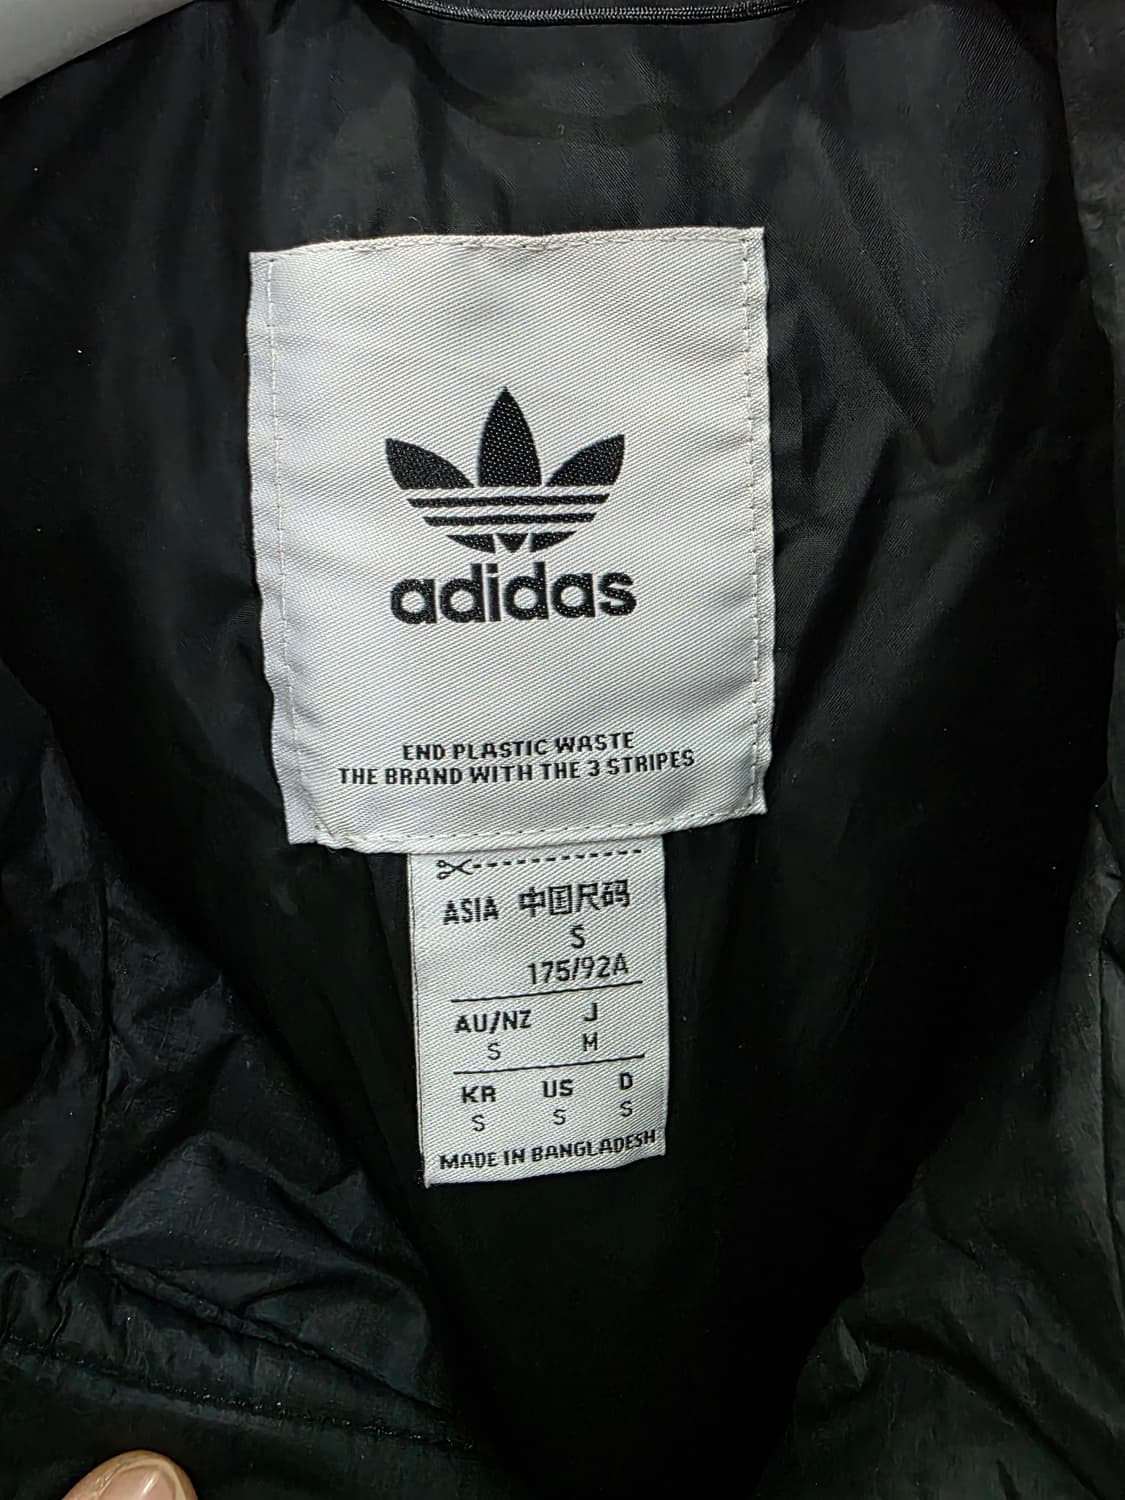 adidas
END PLASTIC WASTE
THE BRAND WITH THE 3 STRIPES
ASIA 中国尺码
S
175/92A
AU/NZ J
S M
KR US D
S S S
MADE IN BANGLADESH